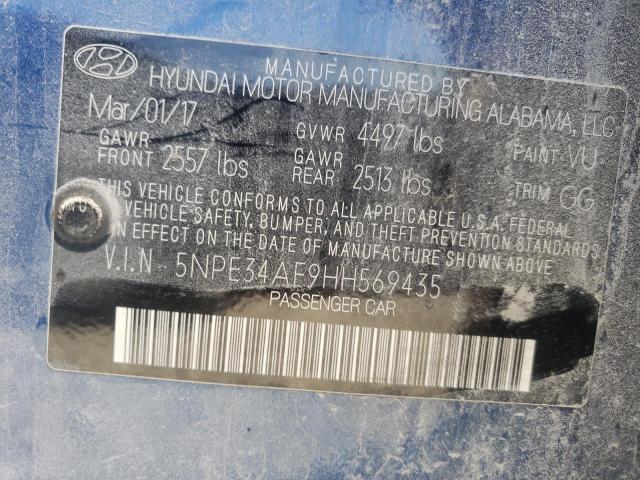 MANUFACTURED BY
HYUNDAI MOTOR MANUFACTURING ALABAMA, LLC
Mar/01/17 GVWR 4497 lbs PAINT VU
GAWR FRONT 2557 lbs GAWR REAR 2513 lbs TRIM GG
THIS VEHICLE CONFORMS TO ALL APPLICABLE U.S.A. FEDERAL
VEHICLE SAFETY, BUMPER, AND THEFT PREVENTION STANDARDS
IN EFFECT ON THE DATE OF MANUFACTURE SHOWN ABOVE
V.I.N 5NPE34AF9HH569435
PASSENGER CAR